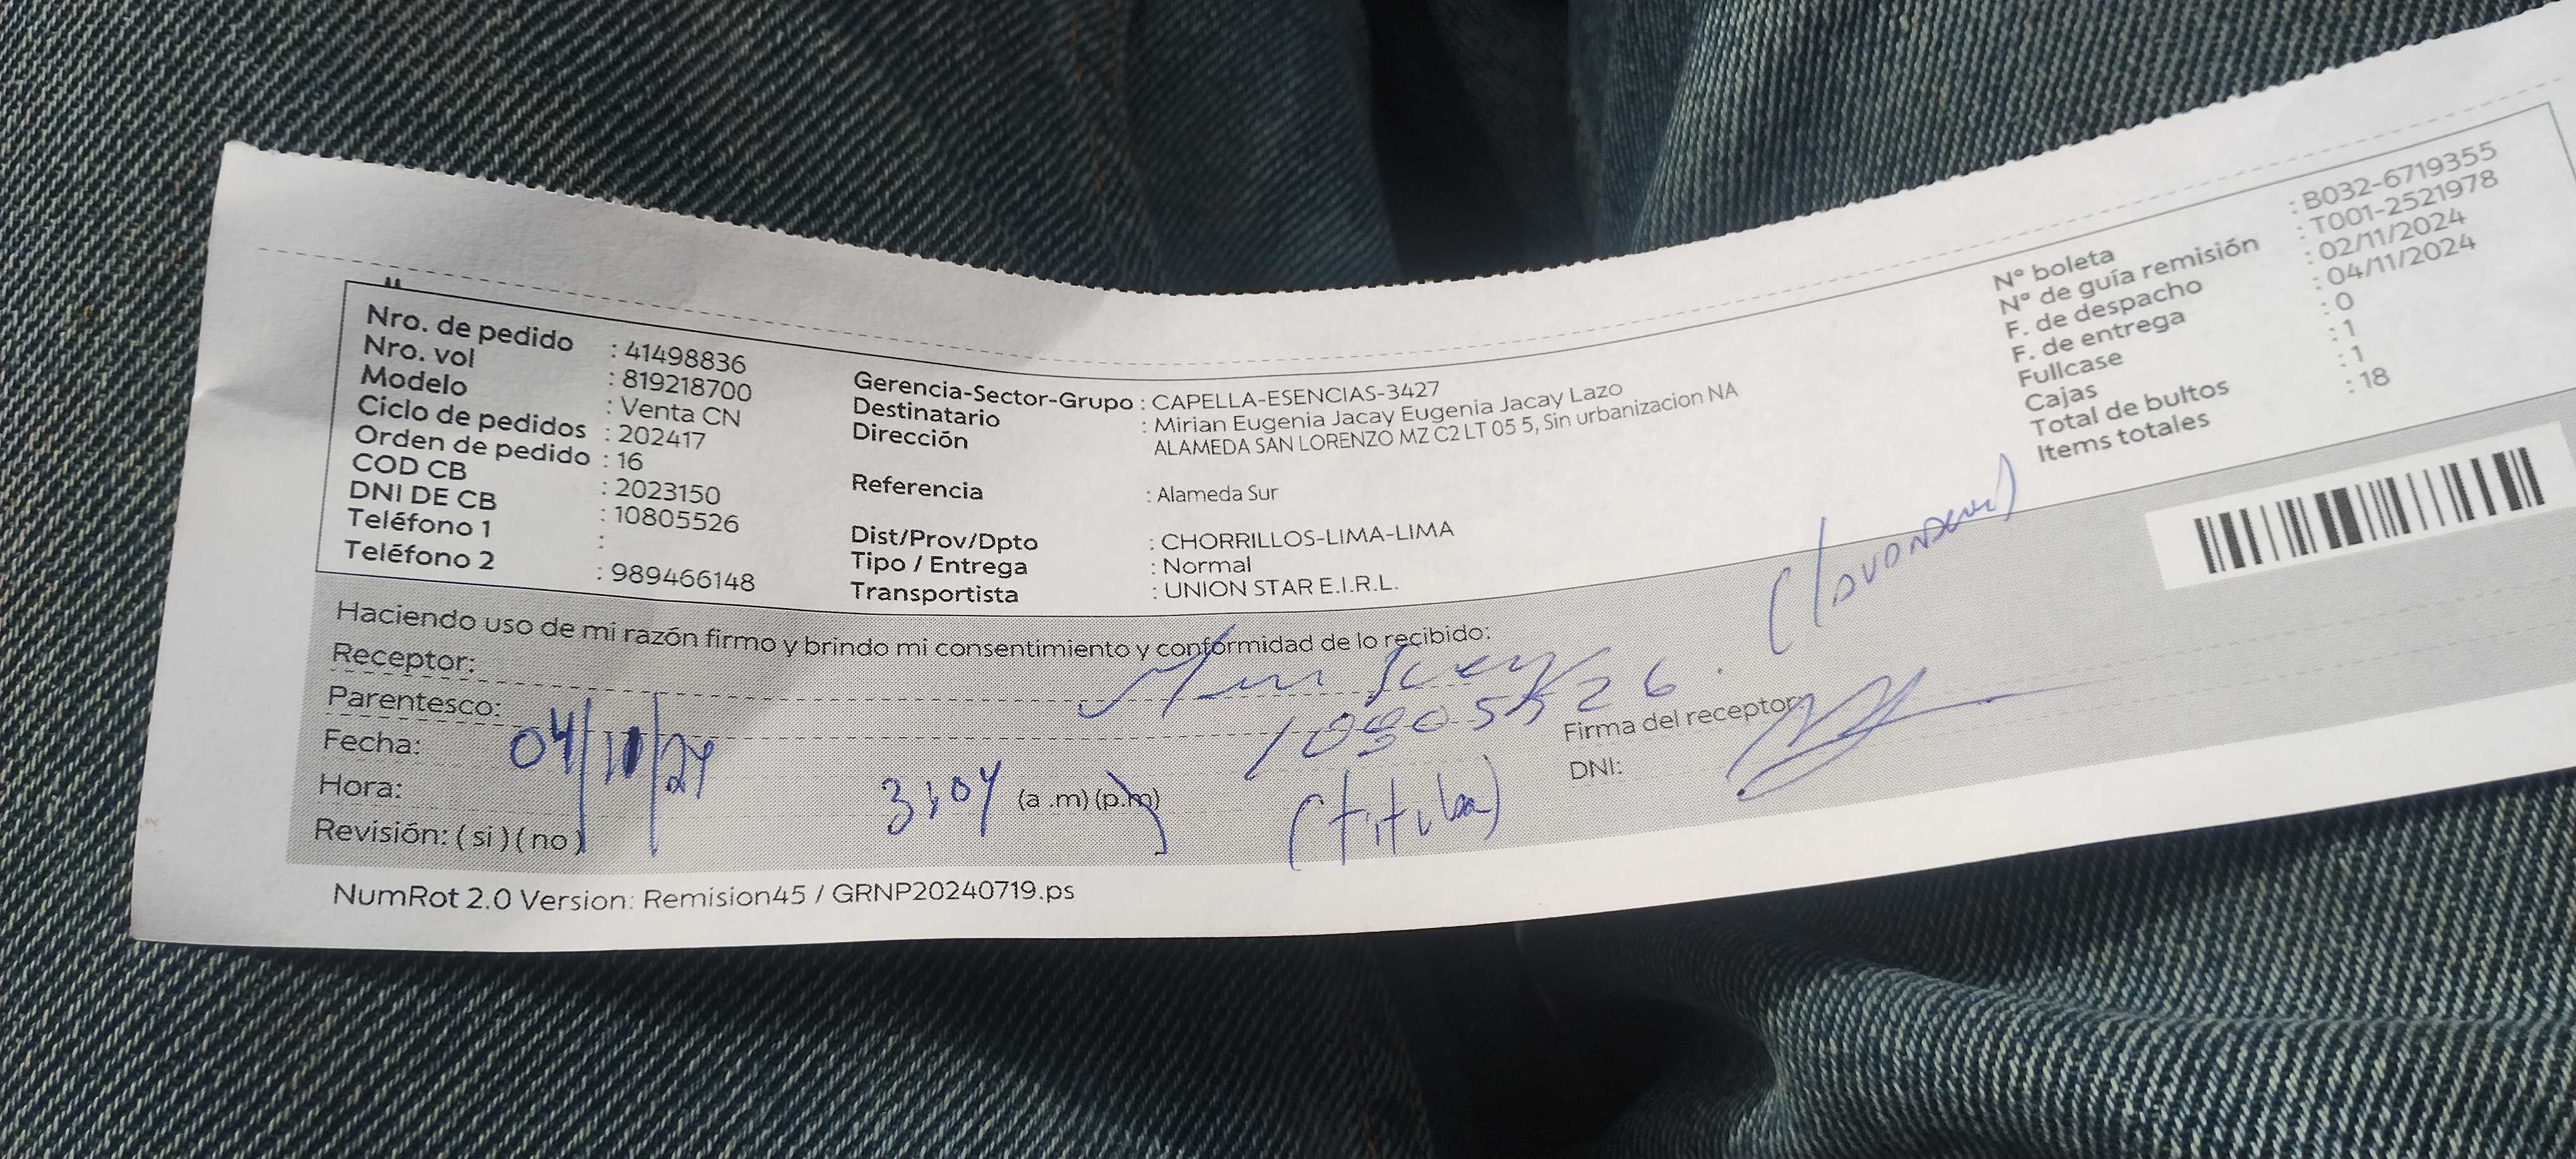 Nro. de pedido : 41498836
Nro. vol : 819218700
Modelo : Venta CN
Ciclo de pedidos : 202417
Orden de pedido : 16
COD CB : 2023150
DNI DE CB : 10805526
Teléfono 1 :
Teléfono 2 : 989466148
Gerencia-Sector-Grupo : CAPELLA-ESENCIAS-3427
Destinatario : Mirian Eugenia Jacay Eugenia Jacay Lazo
Dirección ALAMEDA SAN LORENZO MZ C2 LT 05 5, Sin urbanizacion NA
Referencia : Alameda Sur
Dist/Prov/Dpto : CHORRILLOS-LIMA-LIMA
Tipo / Entrega : Normal
Transportista : UNION STAR E.I.R.L.
N° boleta : B032-6719355
N° de guía remisión : T001-2521978
F. de despacho : 02/11/2024
F. de entrega : 04/11/2024
Fullcase : 0
Cajas : 1
Total de bultos : 1
Items totales : 18
Haciendo uso de mi razón firmo y brindo mi consentimiento y conformidad de lo recibido:
Receptor:
Parentesco: 10805526
Fecha: 04/11/24
Hora: 3:04 (a .m) (p.m)
(titular)
Revisión: ( si ) ( no )
Firma del receptor:
DNI:
NumRot 2.0 Version: Remision45 / GRNP20240719.ps